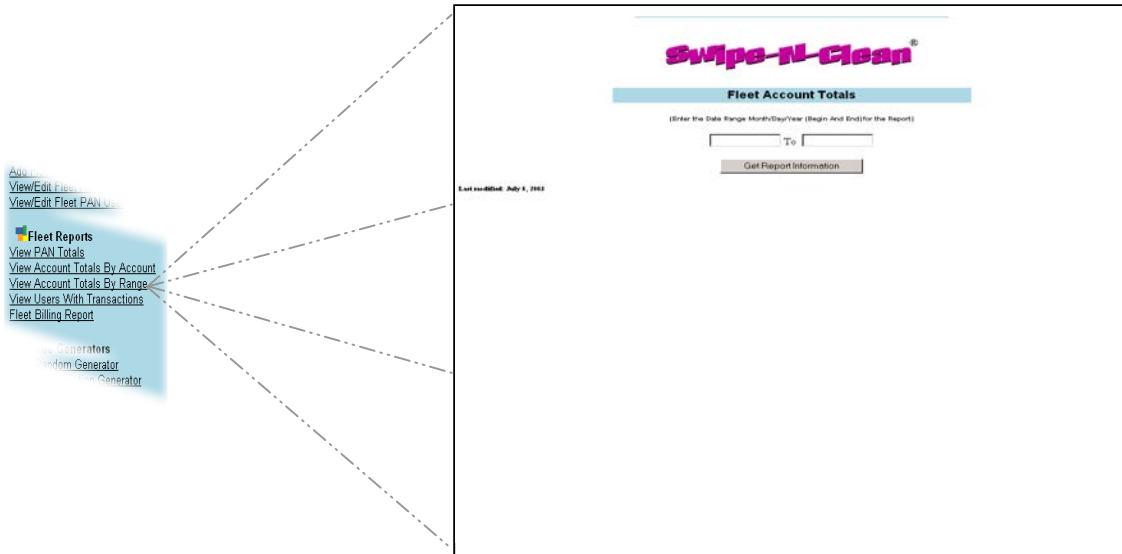 View/Edit Fleet
View/Edit Fleet PAN
Fleet Reports
View PAN Totals
View Account Totals By Account
View Account Totals By Range
View Users With Transactions
Fleet Billing Report
Generators
Random Generator
Generator
Swipe-N-Clean®
Fleet Account Totals
(Enter the Date Range Month/Day/Year (Begin And End)for the Report)
To
Get Report Information
Last modified: July 8, 2003